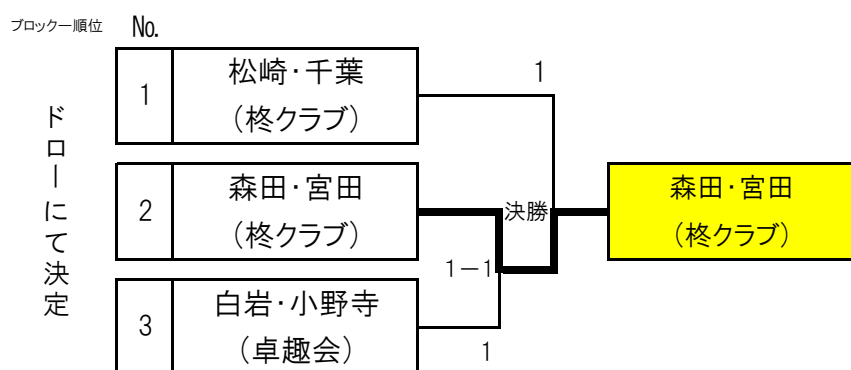 ブロック－順位 No.
ドローにて決定
1 松崎・千葉
(柊クラブ)
1
2 森田・宮田
(柊クラブ)
決勝
森田・宮田
(柊クラブ)
1－1
3 白岩・小野寺
(卓趣会)
1